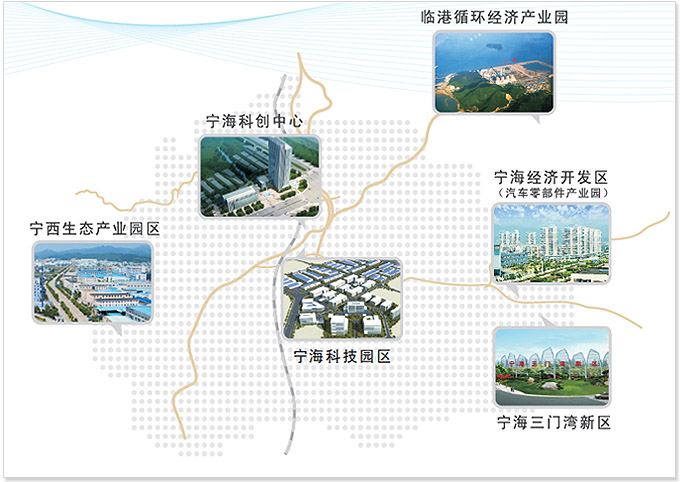 临港循环经济产业园
宁海科创中心
宁海经济开发区
（汽车零部件产业园）
宁西生态产业园区
宁海科技园区
宁海三门湾新区